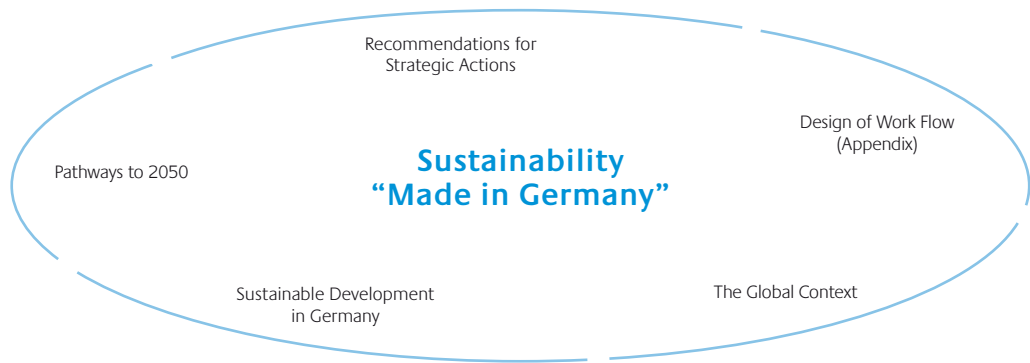 Recommendations for
Strategic Actions
Design of Work Flow
(Appendix)
Sustainability
“Made in Germany”
Pathways to 2050
Sustainable Development
in Germany
The Global Context